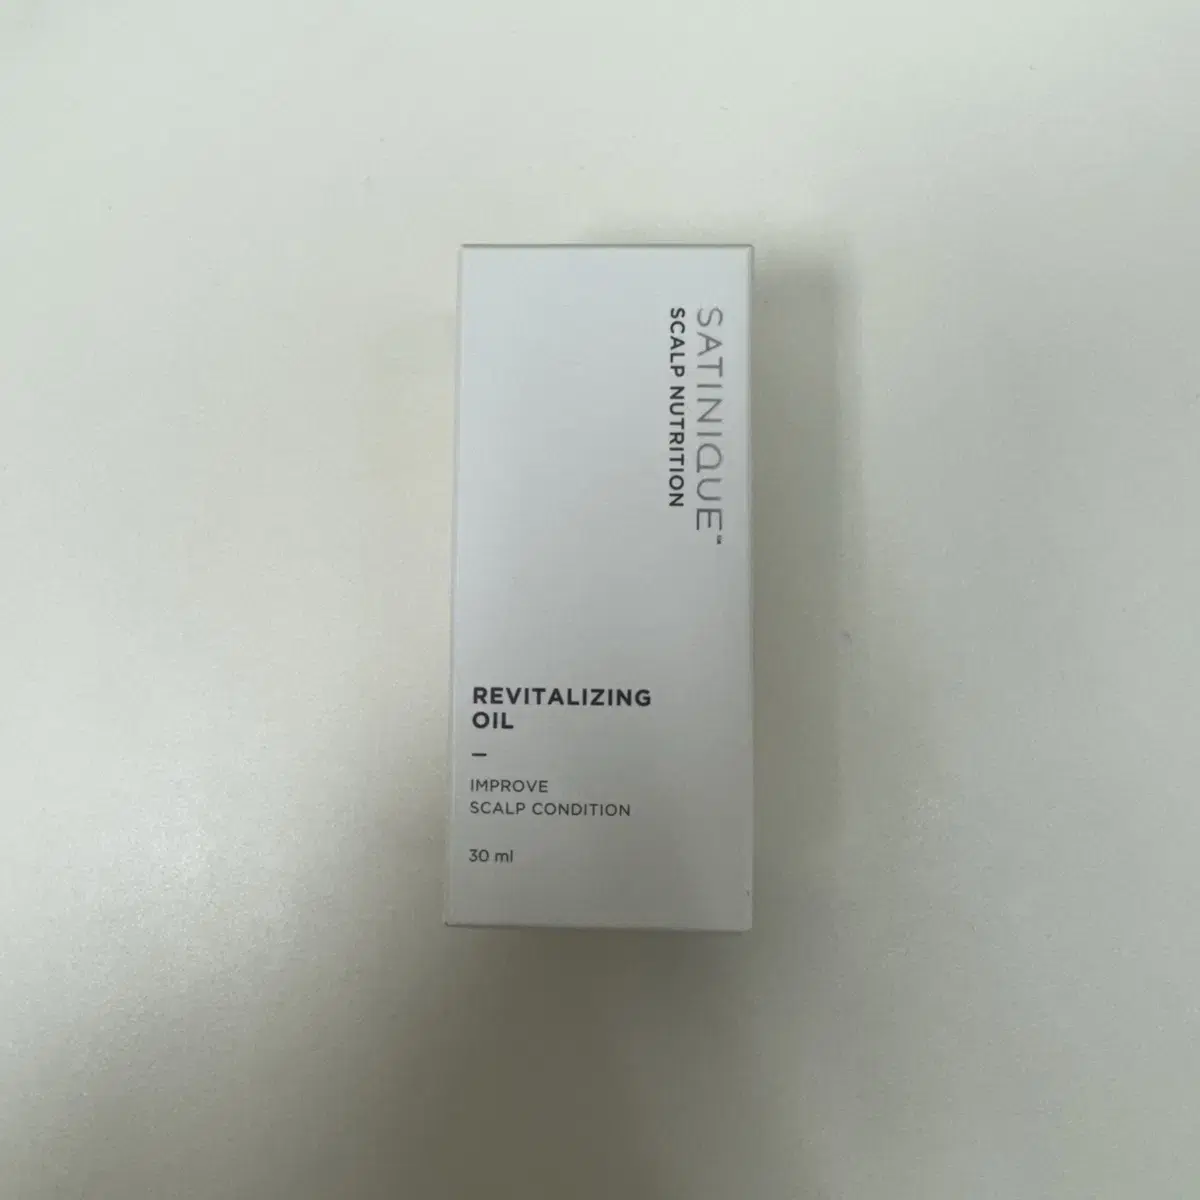 SATINIQUE™
SCALP NUTRITION
REVITALIZING
OIL
—
IMPROVE
SCALP CONDITION
30 ml